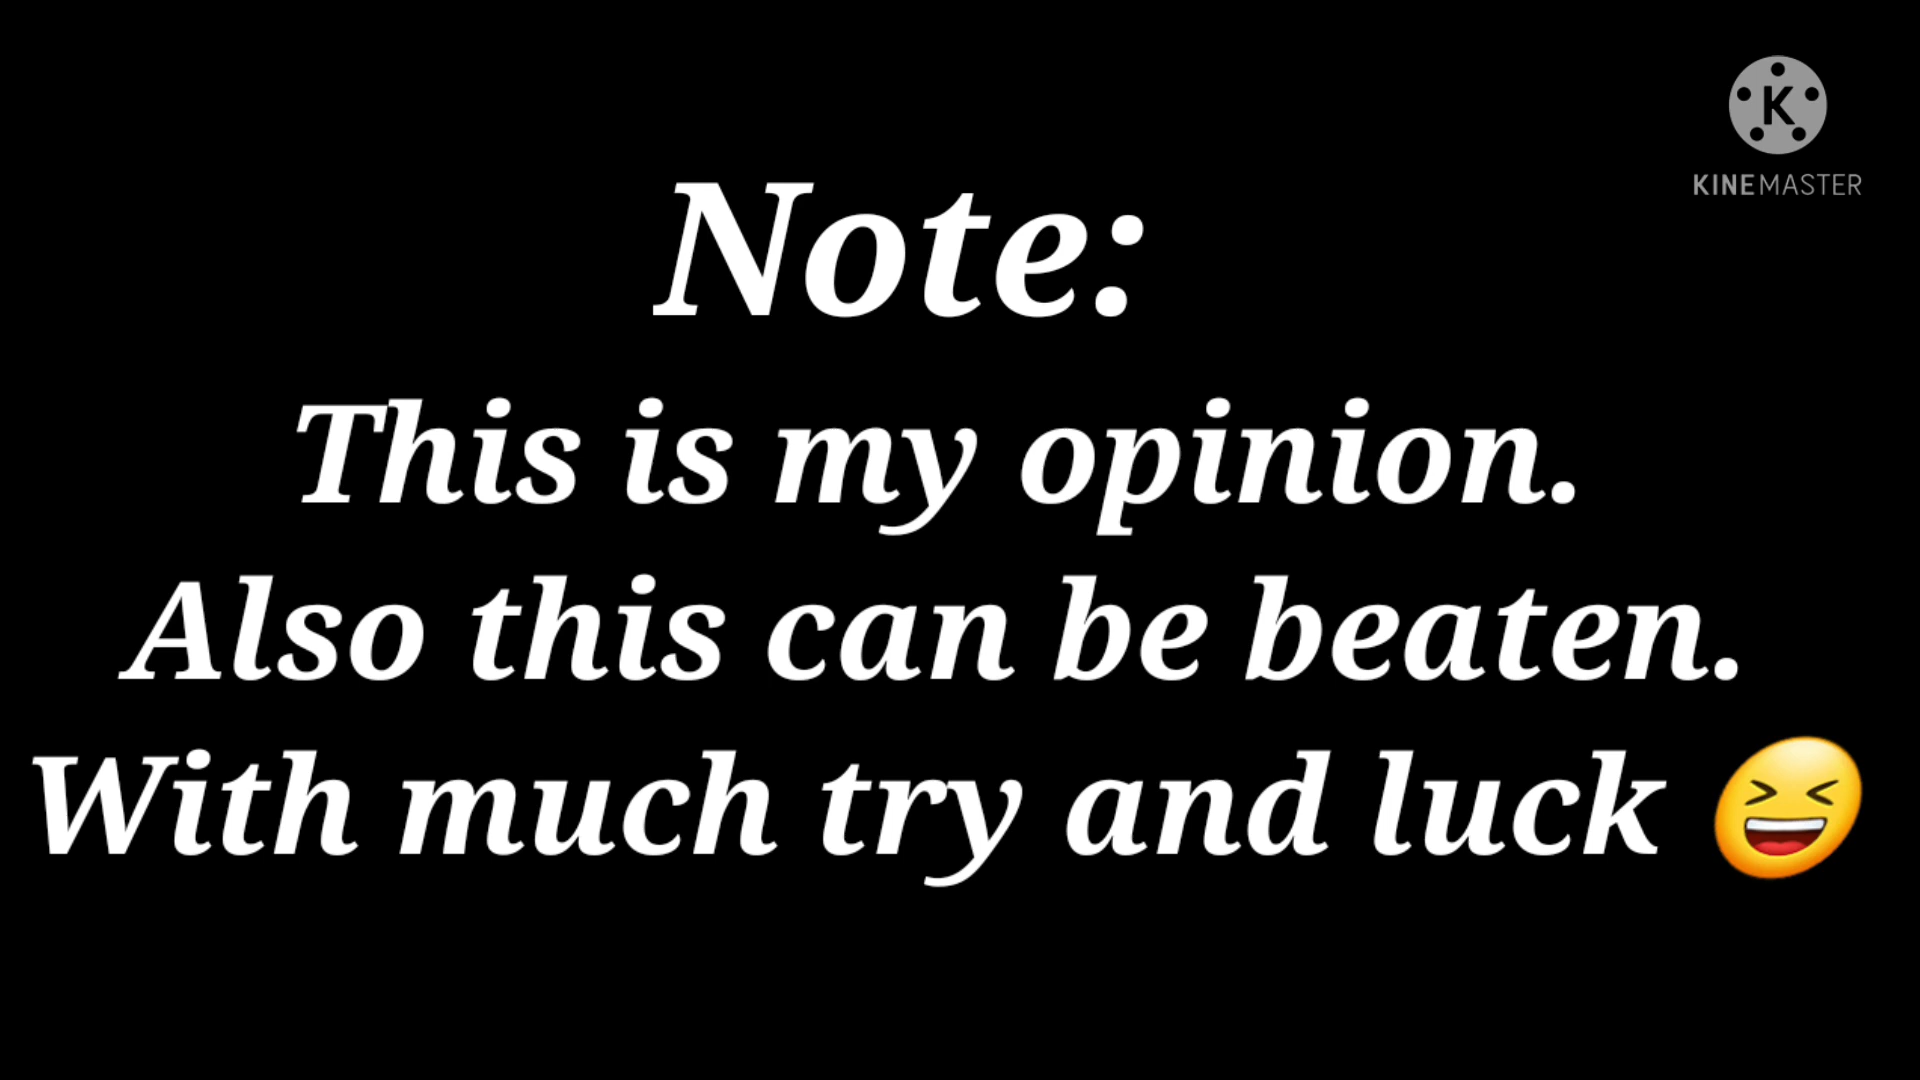 K
KINEMASTER
Note:
This is my opinion.
Also this can be beaten.
With much try and luck 😆